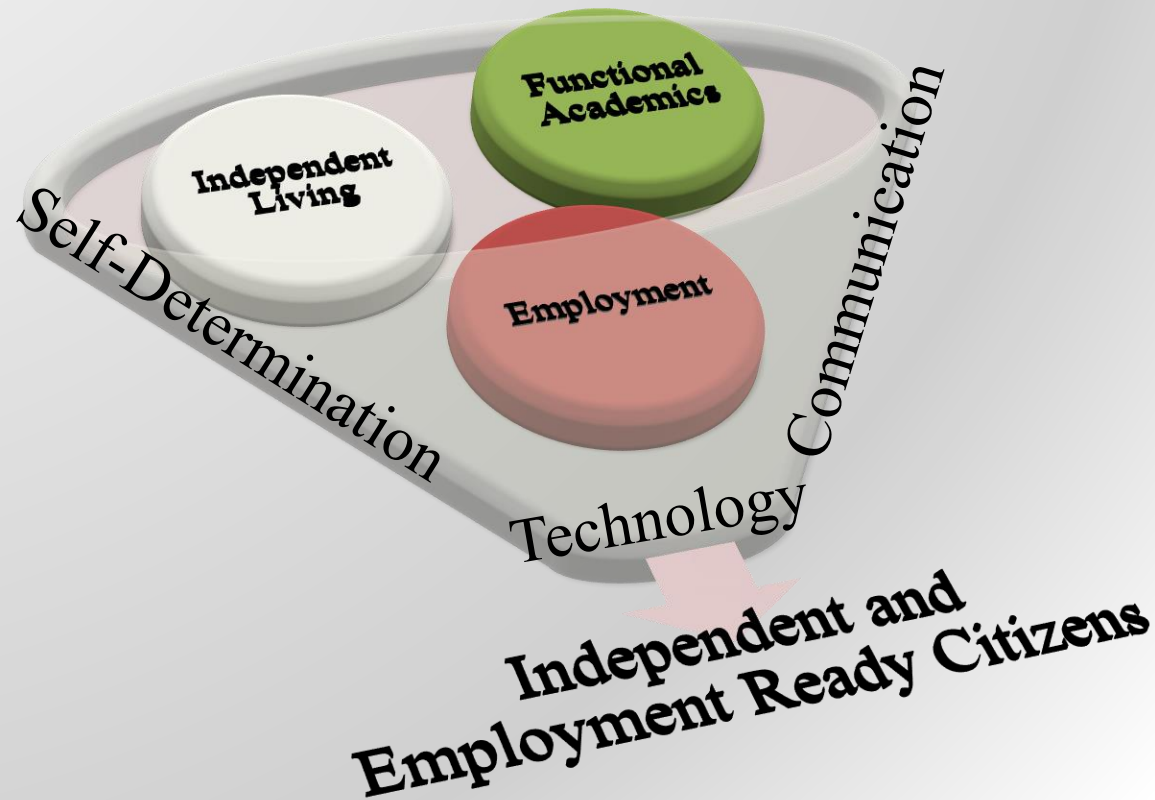 Functional
Academics
Independent
Living
Employment
Self-Determination
Communication
Technology
Independent and
Employment Ready Citizens